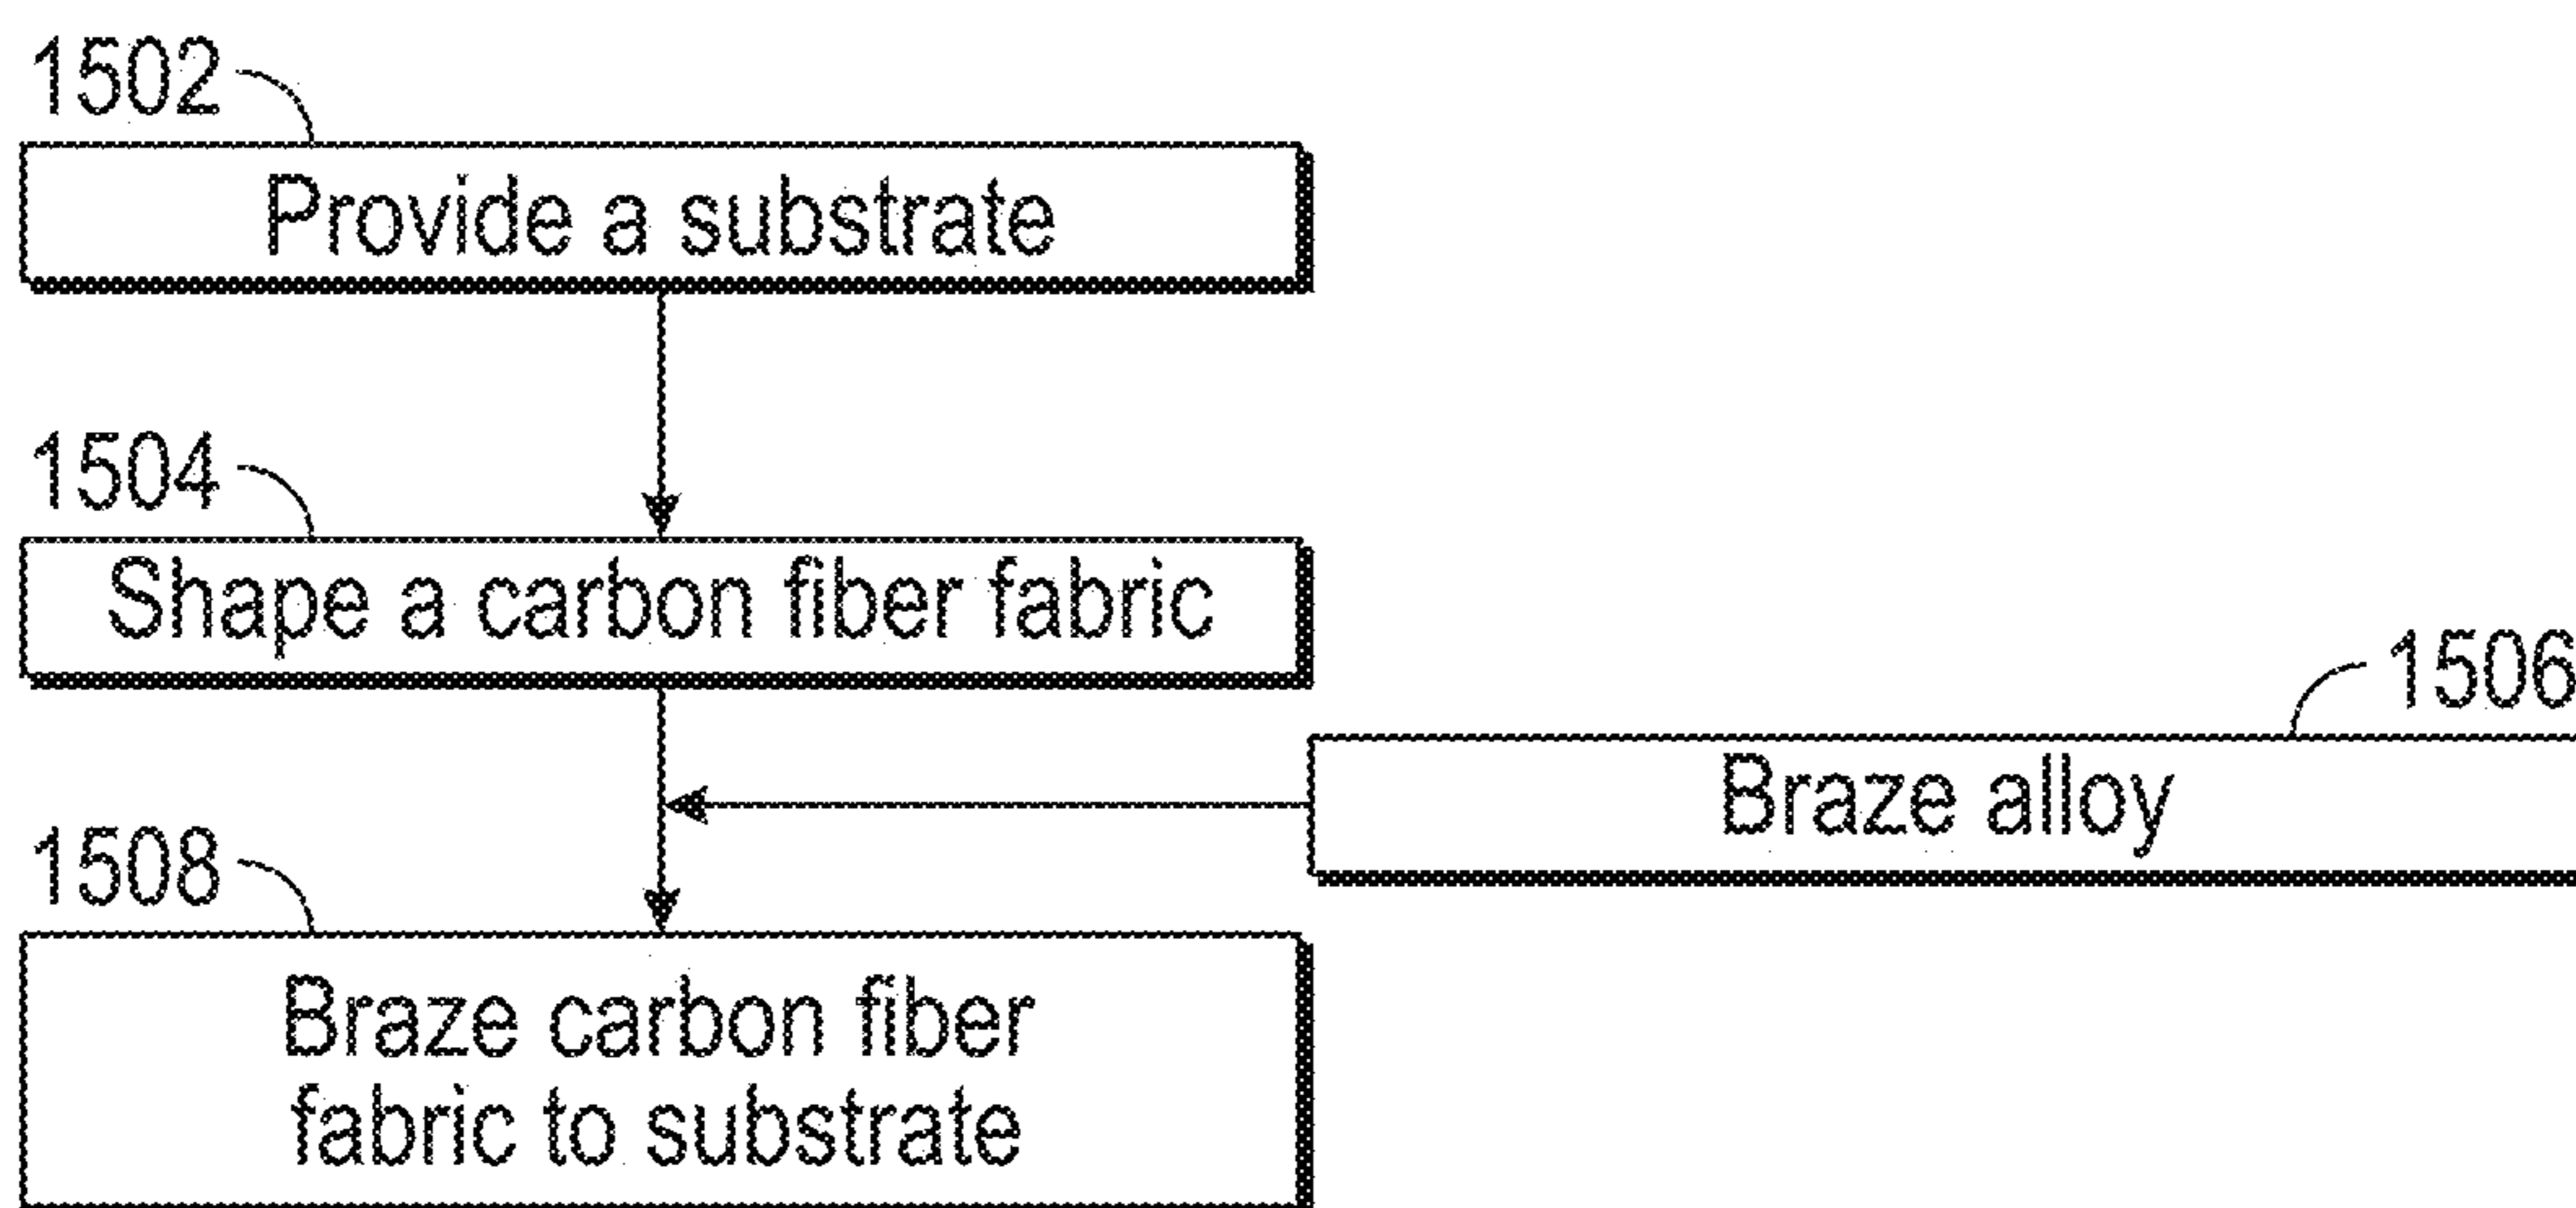 1502
Provide a substrate
1504
Shape a carbon fiber fabric
1506
Braze alloy
1508
Braze carbon fiber
fabric to substrate